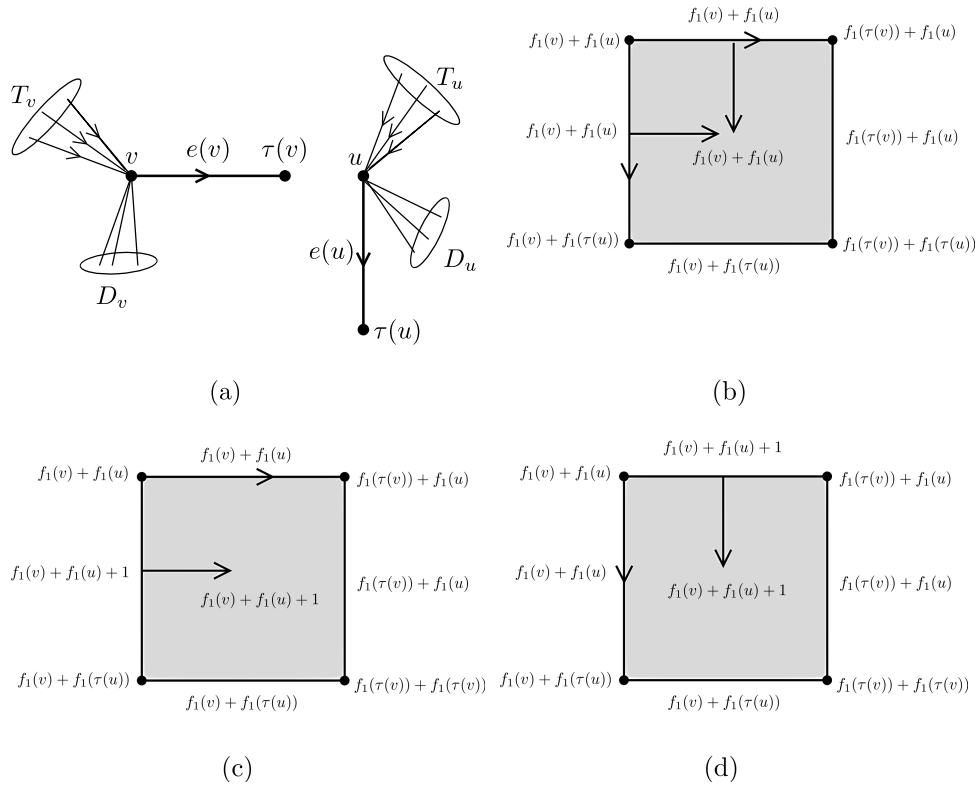 T_v
v
e(v)
τ(v)
D_v
T_u
u
e(u)
D_u
τ(u)
(a)
f_1(v) + f_1(u)
f_1(v) + f_1(u)
f_1(τ(v)) + f_1(u)
f_1(v) + f_1(u)
f_1(v) + f_1(u)
f_1(τ(v)) + f_1(u)
f_1(v) + f_1(τ(u))
f_1(v) + f_1(τ(u))
f_1(τ(v)) + f_1(τ(u))
(b)
f_1(v) + f_1(u)
f_1(v) + f_1(u)
f_1(τ(v)) + f_1(u)
f_1(v) + f_1(u) + 1
f_1(v) + f_1(u) + 1
f_1(τ(v)) + f_1(u)
f_1(v) + f_1(τ(u))
f_1(v) + f_1(τ(u))
f_1(τ(v)) + f_1(τ(v))
(c)
f_1(v) + f_1(u) + 1
f_1(v) + f_1(u)
f_1(τ(v)) + f_1(u)
f_1(v) + f_1(u)
f_1(v) + f_1(u) + 1
f_1(τ(v)) + f_1(u)
f_1(v) + f_1(τ(u))
f_1(v) + f_1(τ(u))
f_1(τ(v)) + f_1(τ(v))
(d)